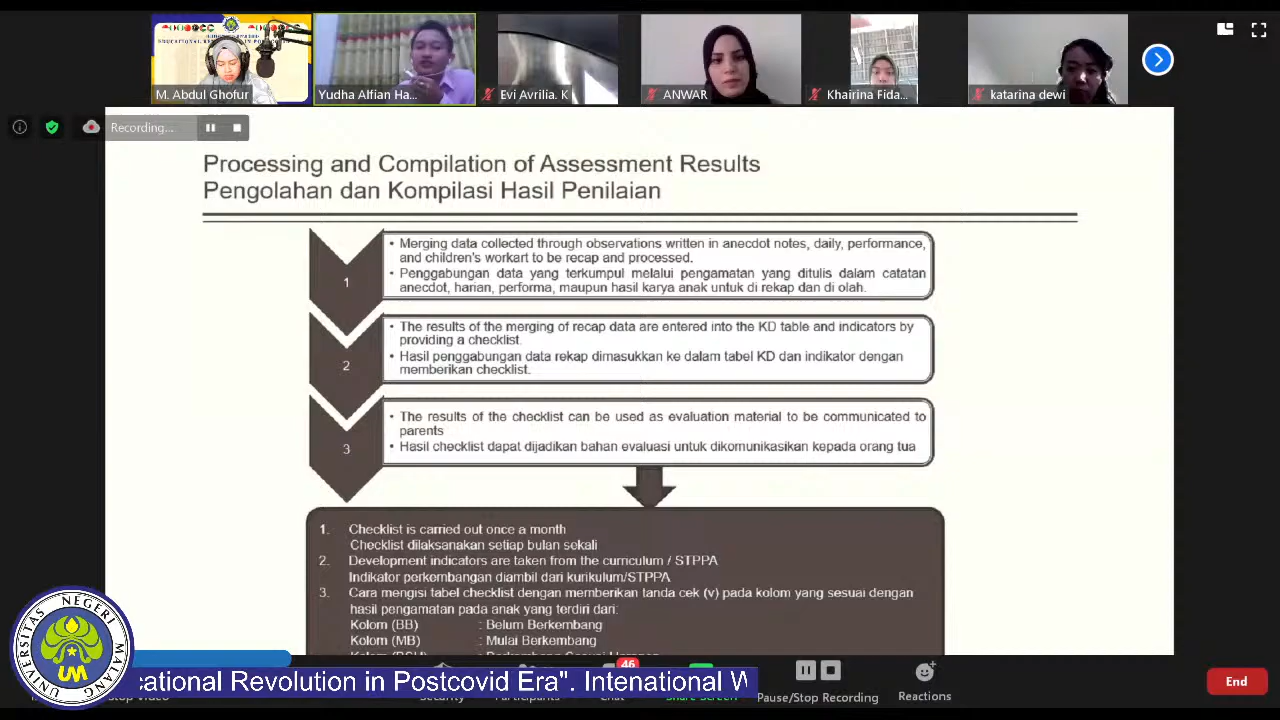 M. Abdul Ghofur
Yudha Alfian Ha...
Evi Avrilia. K
ANWAR
Khairina Fida...
katarina dewi
Recording...
Processing and Compilation of Assessment Results
Pengolahan dan Kompilasi Hasil Penilaian
1
• Merging data collected through observations written in anecdot notes, daily, performance,
and children's workart to be recap and processed.
• Penggabungan data yang terkumpul melalui pengamatan yang ditulis dalam catatan
anecdot, harian, performa, maupun hasil karya anak untuk di rekap dan di olah.
2
• The results of the merging of recap data are entered into the KD table and indicators by
providing a checklist.
• Hasil penggabungan data rekap dimasukkan ke dalam tabel KD dan indikator dengan
memberikan checklist.
3
• The results of the checklist can be used as evaluation material to be communicated to
parents
• Hasil checklist dapat dijadikan bahan evaluasi untuk dikomunikasikan kepada orang tua
1. Checklist is carried out once a month
Checklist dilaksanakan setiap bulan sekali
2. Development indicators are taken from the curriculum / STPPA
Indikator perkembangan diambil dari kurikulum/STPPA
3. Cara mengisi tabel checklist dengan memberikan tanda cek (v) pada kolom yang sesuai dengan
hasil pengamatan pada anak yang terdiri dari:
Kolom (BB) : Belum Berkembang
Kolom (MB) : Mulai Berkembang
UNIVERSITAS NEGERI MALANG
UM
cational Revolution in Postcovid Era". Intenational W
46
Pause/Stop Recording
Reactions
End